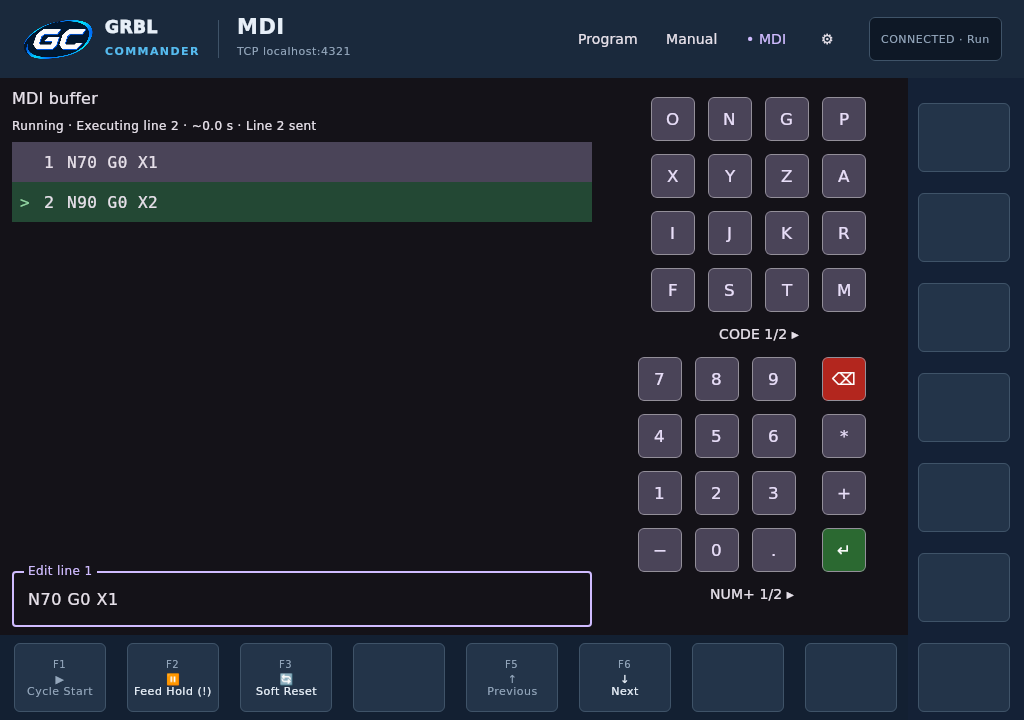 GC GRBL COMMANDER
MDI
TCP localhost:4321
Program Manual • MDI ⚙ CONNECTED · Run
MDI buffer
Running · Executing line 2 · ~0.0 s · Line 2 sent
1 N70 G0 X1
> 2 N90 G0 X2
Edit line 1
N70 G0 X1
O N G P
X Y Z A
I J K R
F S T M
CODE 1/2 ▸
7 8 9 ⌫
4 5 6 *
1 2 3 +
− 0 . ↵
NUM+ 1/2 ▸
F1 ▶ Cycle Start
F2 ⏸ Feed Hold (!)
F3 🔄 Soft Reset
F5 ↑ Previous
F6 ↓ Next